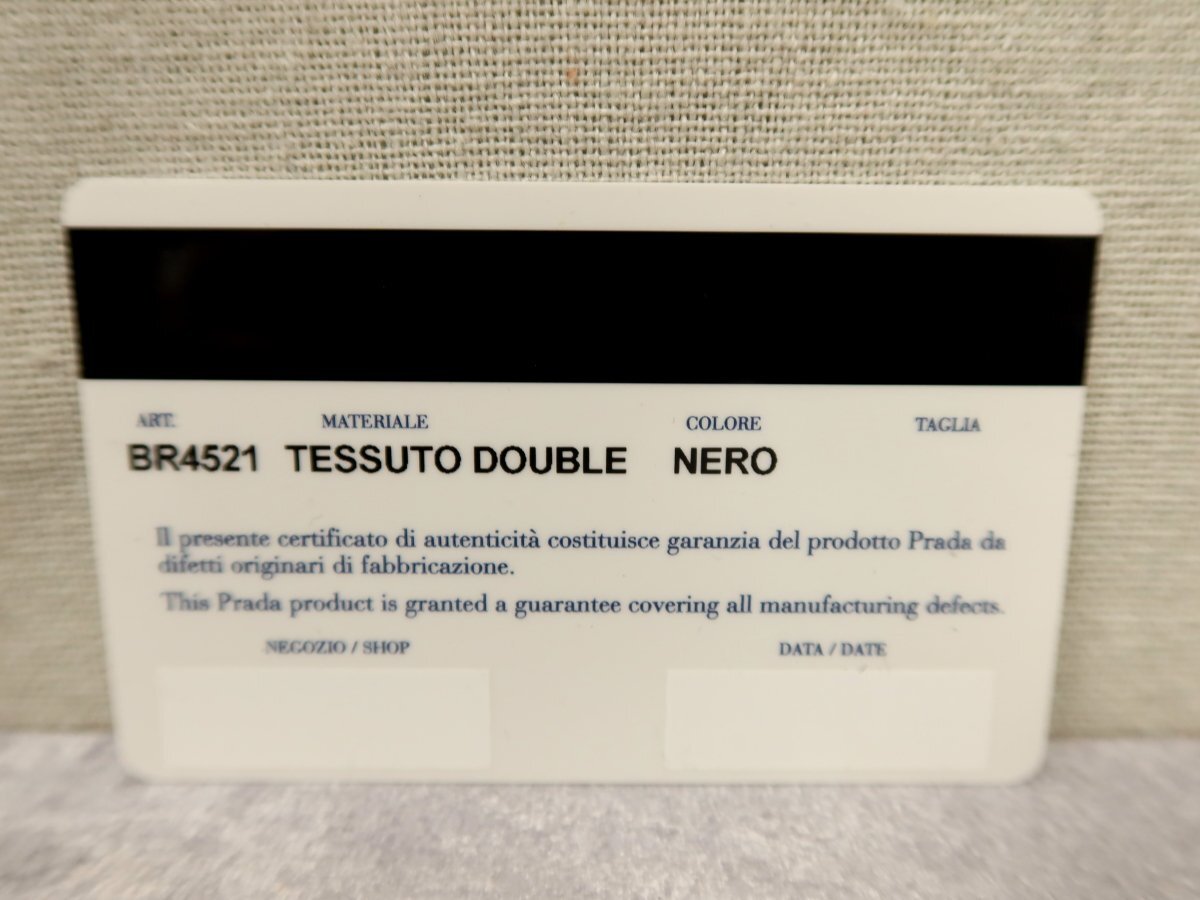 ART. MATERIALE COLORE TAGLIA
BR4521 TESSUTO DOUBLE NERO
Il presente certificato di autenticità costituisce garanzia del prodotto Prada da
difetti originari di fabbricazione.
This Prada product is granted a guarantee covering all manufacturing defects.
NEGOZIO / SHOP DATA / DATE